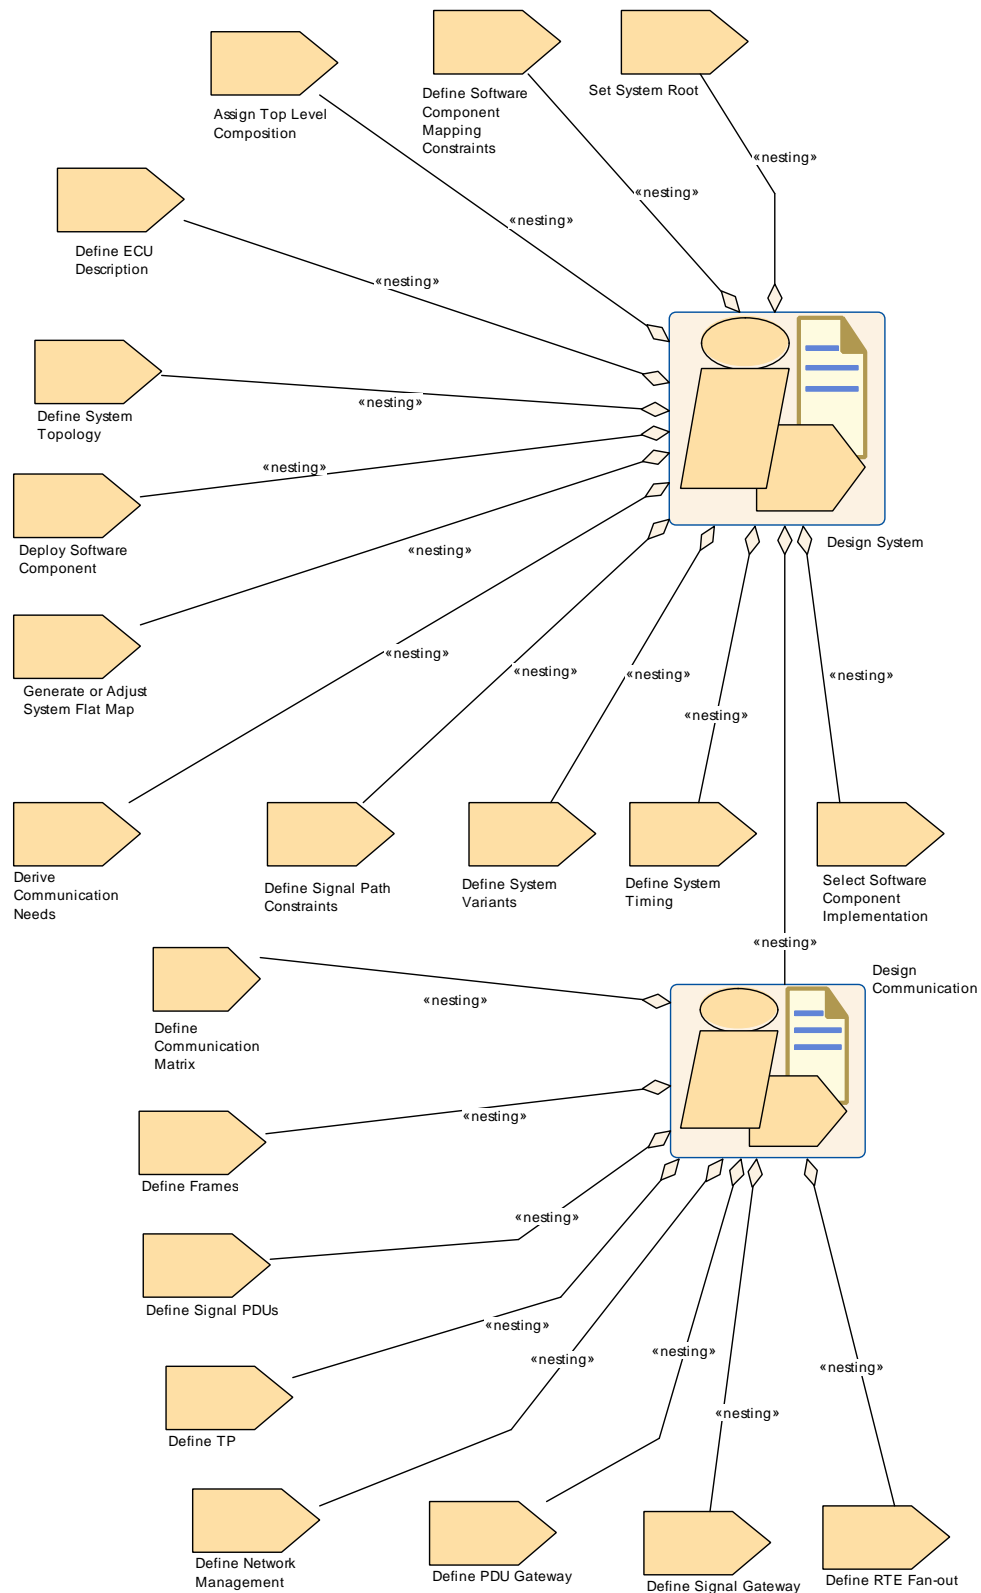 Assign Top Level
Composition
Define Software
Component
Mapping
Constraints
Set System Root
«nesting»
«nesting»
«nesting»
Define ECU
Description
«nesting»
Define System
Topology
«nesting»
«nesting»
Deploy Software
Component
«nesting»
Design System
Generate or Adjust
System Flat Map
«nesting»
«nesting»
«nesting»
«nesting»
«nesting»
Derive
Communication
Needs
Define Signal Path
Constraints
Define System
Variants
Define System
Timing
Select Software
Component
Implementation
«nesting»
Design
Communication
«nesting»
Define
Communication
Matrix
«nesting»
Define Frames
«nesting»
Define Signal PDUs
«nesting»
«nesting»
«nesting»
«nesting»
«nesting»
Define TP
Define Network
Management
Define PDU Gateway
Define Signal Gateway
Define RTE Fan-out